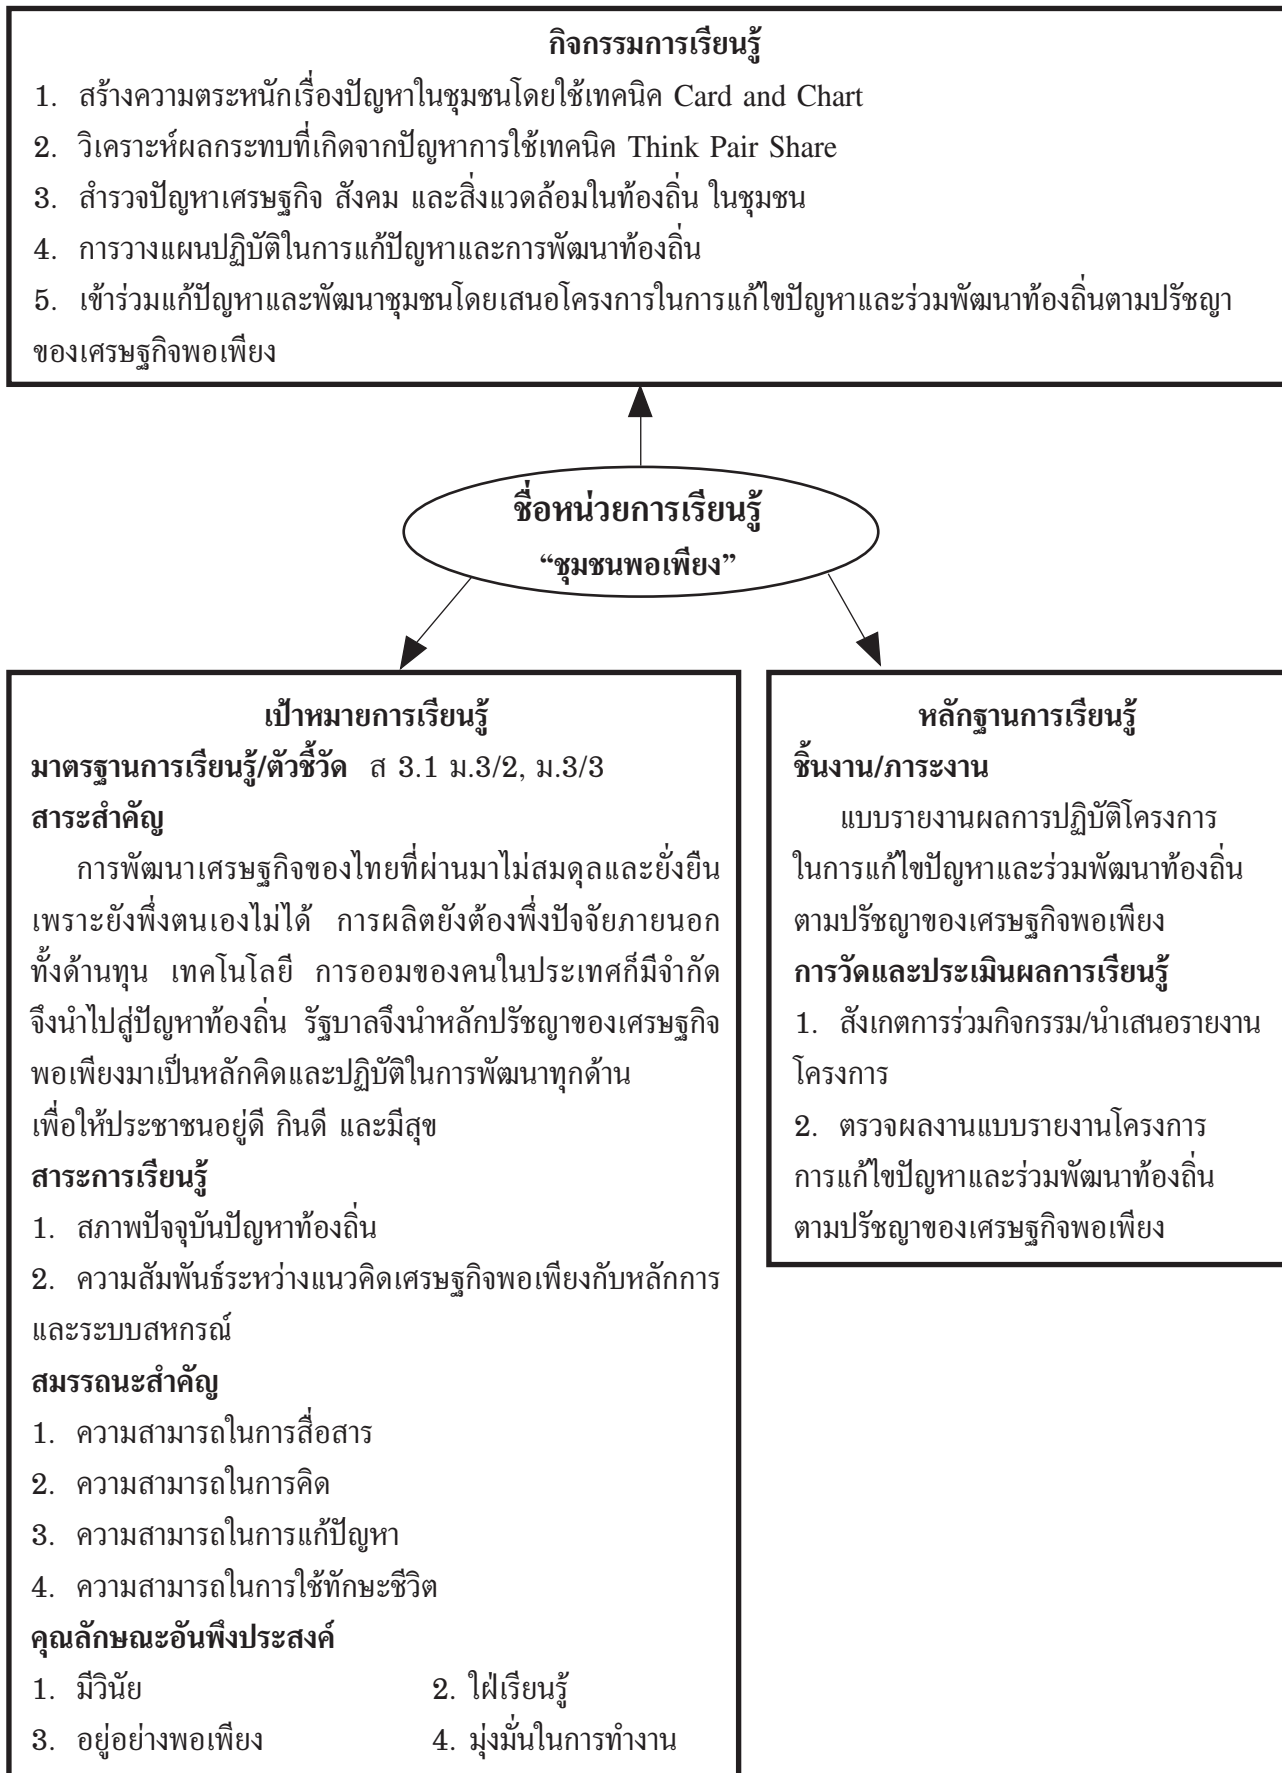 กิจกรรมการเรียนรู้
1. สร้างความตระหนักเรื่องปัญหาในชุมชนโดยใช้เทคนิค Card and Chart
2. วิเคราะห์ผลกระทบที่เกิดจากปัญหาการใช้เทคนิค Think Pair Share
3. สำรวจปัญหาเศรษฐกิจ สังคม และสิ่งแวดล้อมในท้องถิ่น ในชุมชน
4. การวางแผนปฏิบัติในการแก้ปัญหาและการพัฒนาท้องถิ่น
5. เข้าร่วมแก้ปัญหาและพัฒนาชุมชนโดยเสนอโครงการในการแก้ไขปัญหาและร่วมพัฒนาท้องถิ่นตามปรัชญา
ของเศรษฐกิจพอเพียง
ชื่อหน่วยการเรียนรู้
“ชุมชนพอเพียง”
เป้าหมายการเรียนรู้
มาตรฐานการเรียนรู้/ตัวชี้วัด ส 3.1 ม.3/2, ม.3/3
สาระสำคัญ
การพัฒนาเศรษฐกิจของไทยที่ผ่านมาไม่สมดุลและยั่งยืน
เพราะยังพึ่งตนเองไม่ได้ การผลิตยังต้องพึ่งปัจจัยภายนอก
ทั้งด้านทุน เทคโนโลยี การออมของคนในประเทศก็มีจำกัด
จึงนำไปสู่ปัญหาท้องถิ่น รัฐบาลจึงนำหลักปรัชญาของเศรษฐกิจ
พอเพียงมาเป็นหลักคิดและปฏิบัติในการพัฒนาทุกด้าน
เพื่อให้ประชาชนอยู่ดี กินดี และมีสุข
สาระการเรียนรู้
1. สภาพปัจจุบันปัญหาท้องถิ่น
2. ความสัมพันธ์ระหว่างแนวคิดเศรษฐกิจพอเพียงกับหลักการ
และระบบสหกรณ์
สมรรถนะสำคัญ
1. ความสามารถในการสื่อสาร
2. ความสามารถในการคิด
3. ความสามารถในการแก้ปัญหา
4. ความสามารถในการใช้ทักษะชีวิต
คุณลักษณะอันพึงประสงค์
1. มีวินัย 2. ใฝ่เรียนรู้
3. อยู่อย่างพอเพียง 4. มุ่งมั่นในการทำงาน
หลักฐานการเรียนรู้
ชิ้นงาน/ภาระงาน
แบบรายงานผลการปฏิบัติโครงการ
ในการแก้ไขปัญหาและร่วมพัฒนาท้องถิ่น
ตามปรัชญาของเศรษฐกิจพอเพียง
การวัดและประเมินผลการเรียนรู้
1. สังเกตการร่วมกิจกรรม/นำเสนอรายงาน
โครงการ
2. ตรวจผลงานแบบรายงานโครงการ
การแก้ไขปัญหาและร่วมพัฒนาท้องถิ่น
ตามปรัชญาของเศรษฐกิจพอเพียง